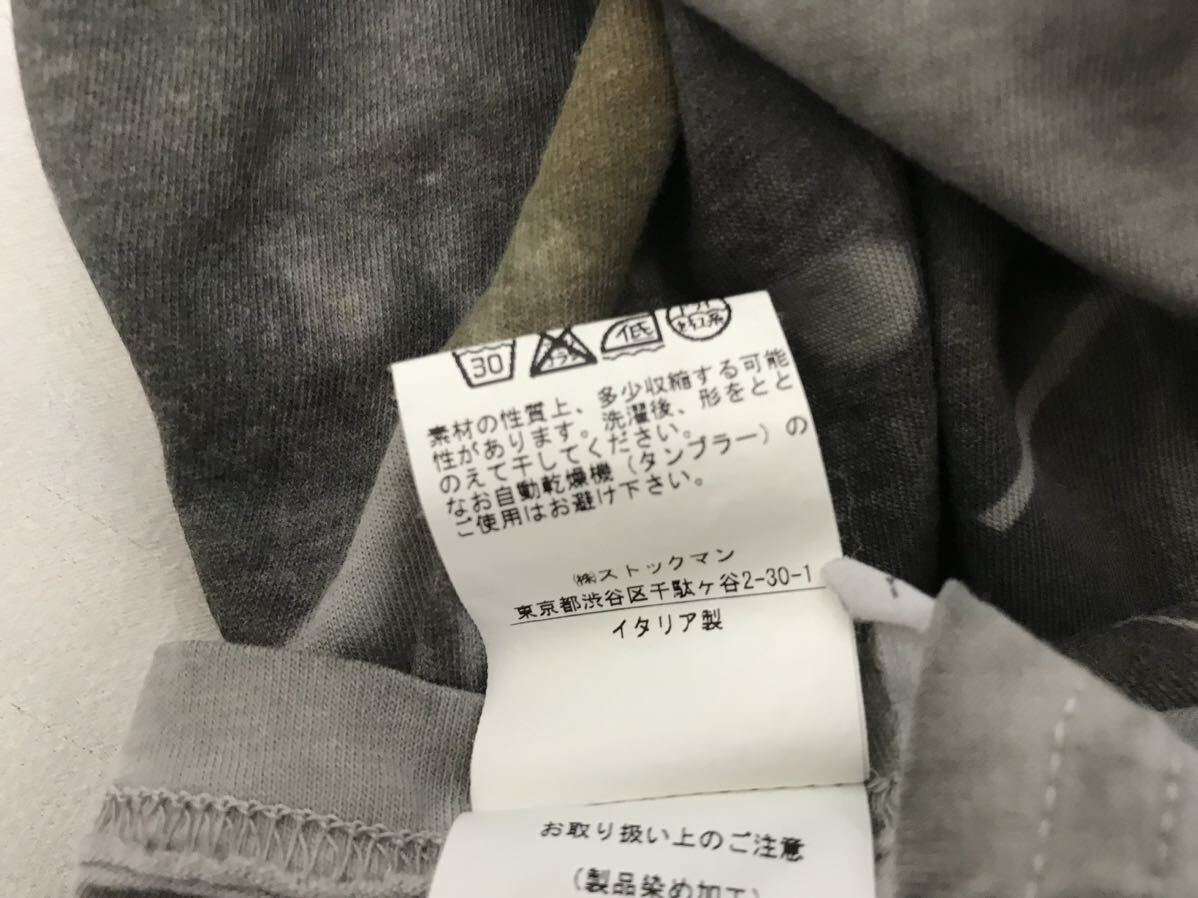 30 低
素材の性質上、多少収縮する可能
性があります。洗濯後、形をとと
のえて干してください。
なお自動乾燥機（タンブラー）の
ご使用はお避け下さい。
㈱ストックマン
東京都渋谷区千駄ヶ谷2-30-1
イタリア製
お取り扱い上のご注意
（製品染め加工）